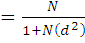 = N / 1+N(d²)